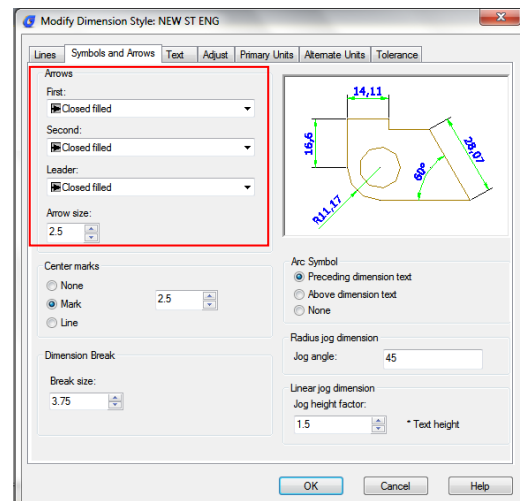 Modify Dimension Style: NEW ST ENG
Lines Symbols and Arrows Text Adjust Primary Units Alternate Units Tolerance
Arrows
First:
Closed filled
Second:
Closed filled
Leader:
Closed filled
Arrow size:
2.5
14,11
16,6
28,07
60°
R11,17
Center marks
None
Mark
2.5
Line
Arc Symbol
Preceding dimension text
Above dimension text
None
Dimension Break
Break size:
3.75
Radius jog dimension
Jog angle: 45
Linear jog dimension
Jog height factor:
1.5 * Text height
OK Cancel Help